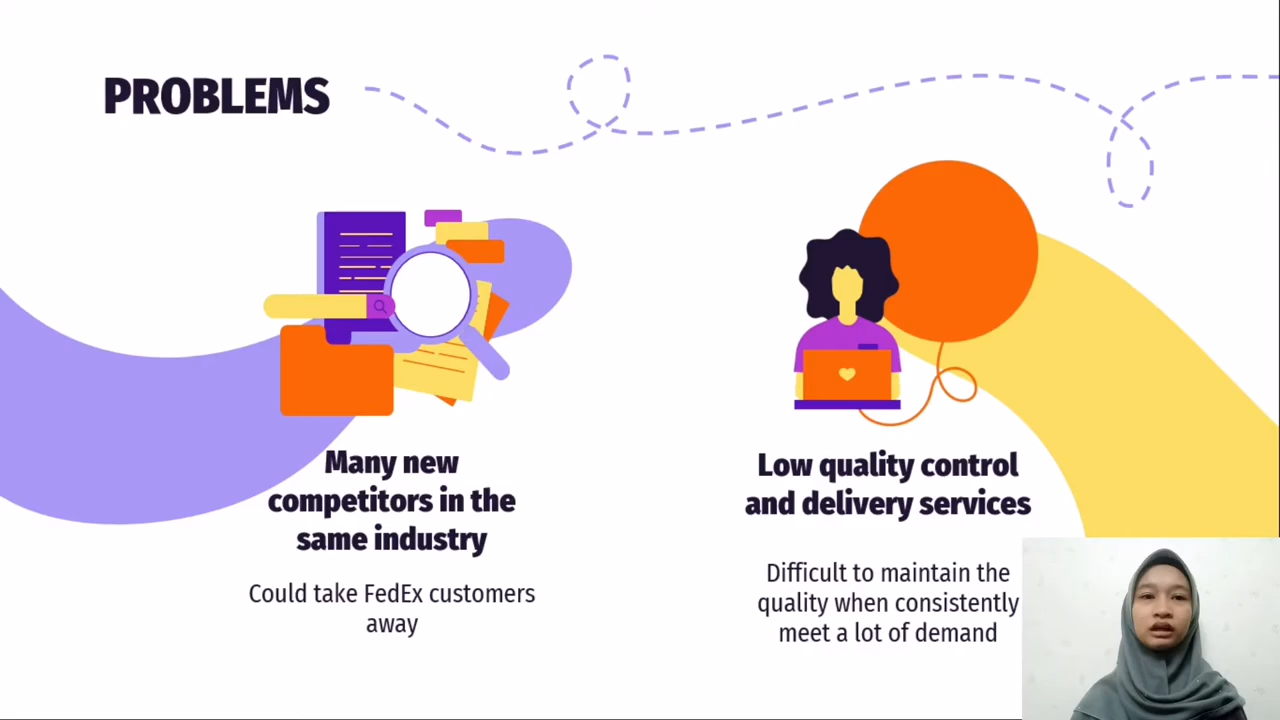 PROBLEMS
Many new
competitors in the
same industry
Could take FedEx customers
away
Low quality control
and delivery services
Difficult to maintain the
quality when consistently
meet a lot of demand